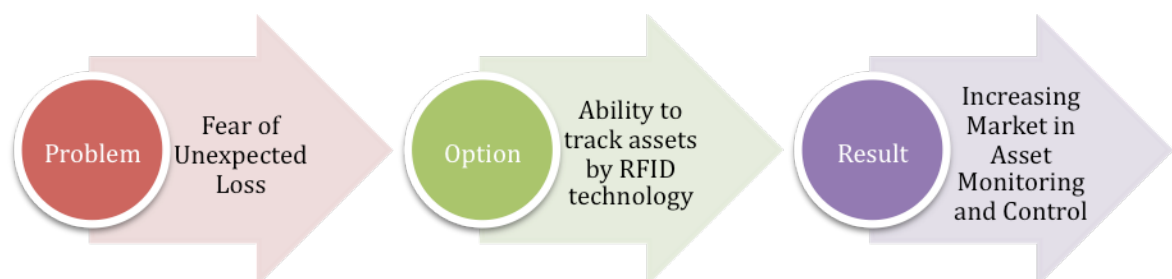 Problem
Fear of
Unexpected
Loss
Option
Ability to
track assets
by RFID
technology
Result
Increasing
Market in
Asset
Monitoring
and Control